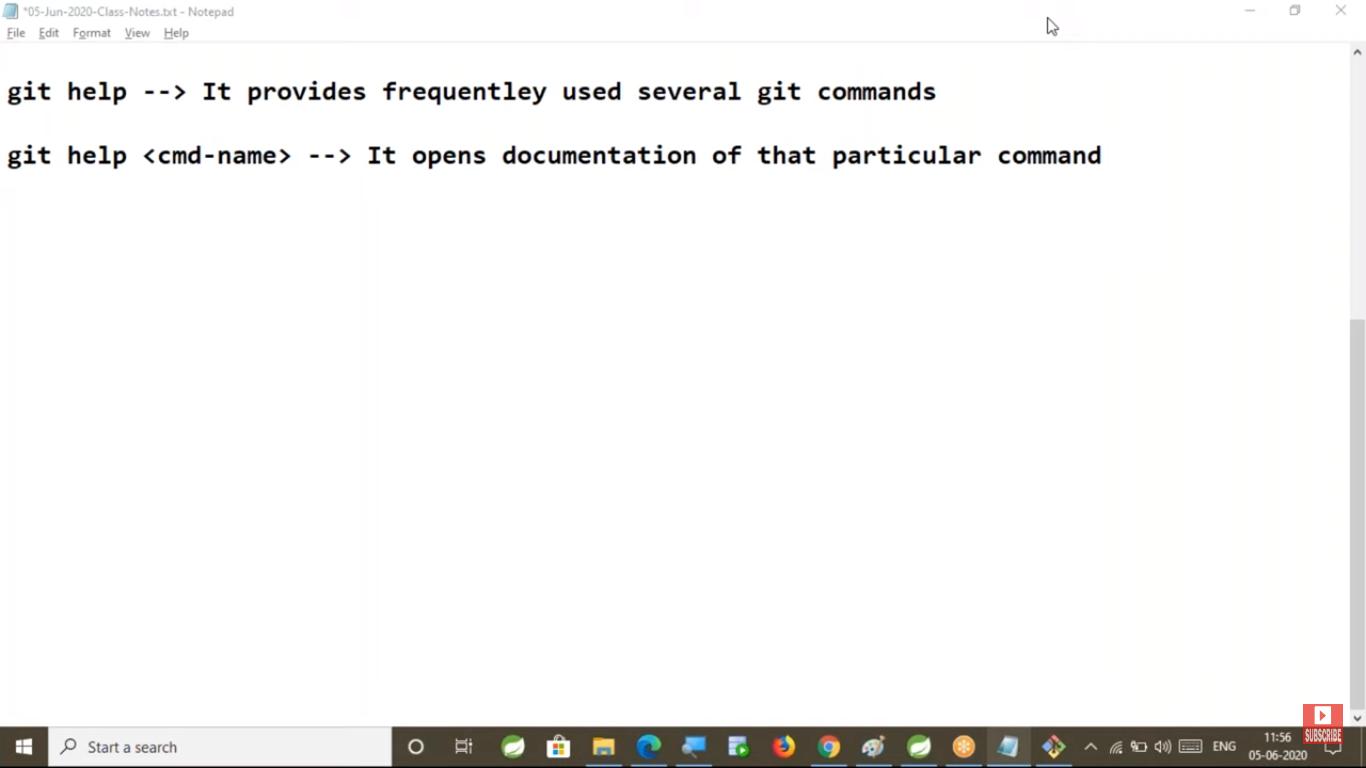 *05-Jun-2020-Class-Notes.txt - Notepad
File Edit Format View Help
git help --> It provides frequentley used several git commands
git help <cmd-name> --> It opens documentation of that particular command
Start a search
ENG
11:56
05-06-2020
SUBSCRIBE